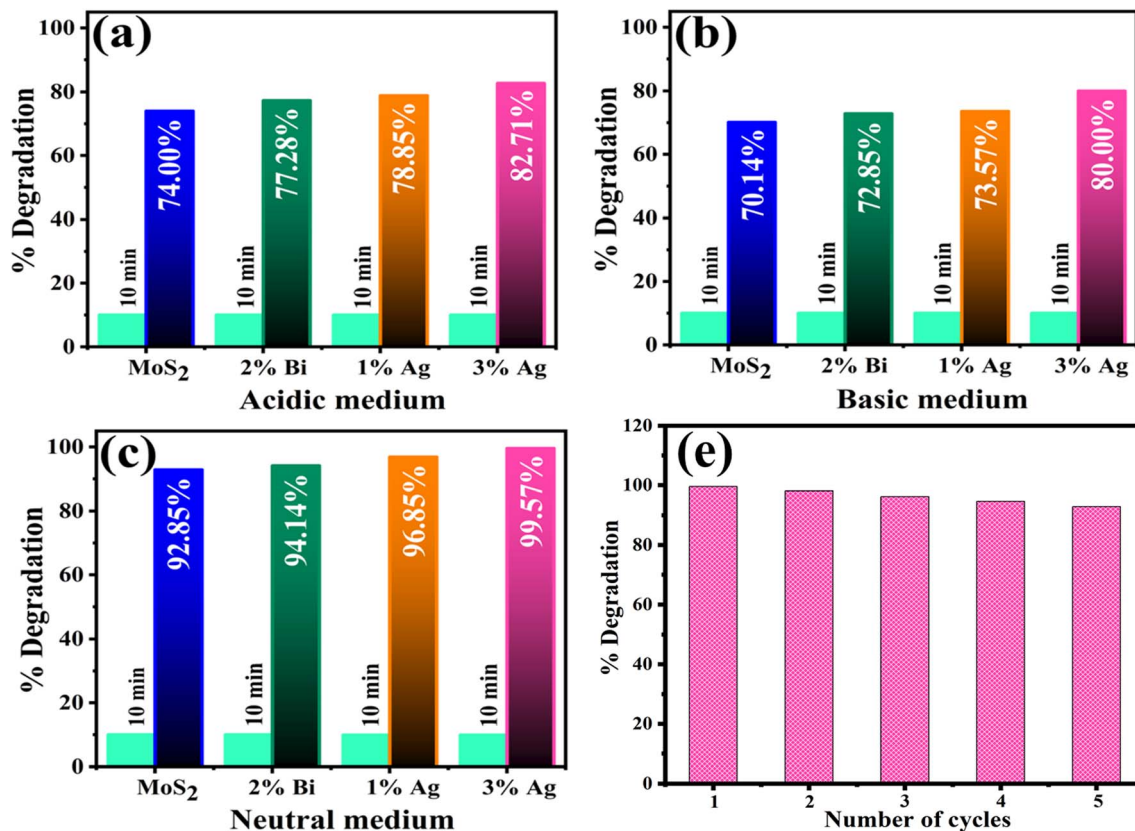 (a)
% Degradation
100
80
60
40
20
0
10 min
74.00%
10 min
77.28%
10 min
78.85%
10 min
82.71%
MoS2
2% Bi
1% Ag
3% Ag
Acidic medium
(b)
% Degradation
100
80
60
40
20
0
10 min
70.14%
10 min
72.85%
10 min
73.57%
10 min
80.00%
MoS2
2% Bi
1% Ag
3% Ag
Basic medium
(c)
% Degradation
100
80
60
40
20
0
10 min
92.85%
10 min
94.14%
10 min
96.85%
10 min
99.57%
MoS2
2% Bi
1% Ag
3% Ag
Neutral medium
(e)
% Degradation
120
100
80
60
40
20
0
1
2
3
4
5
Number of cycles